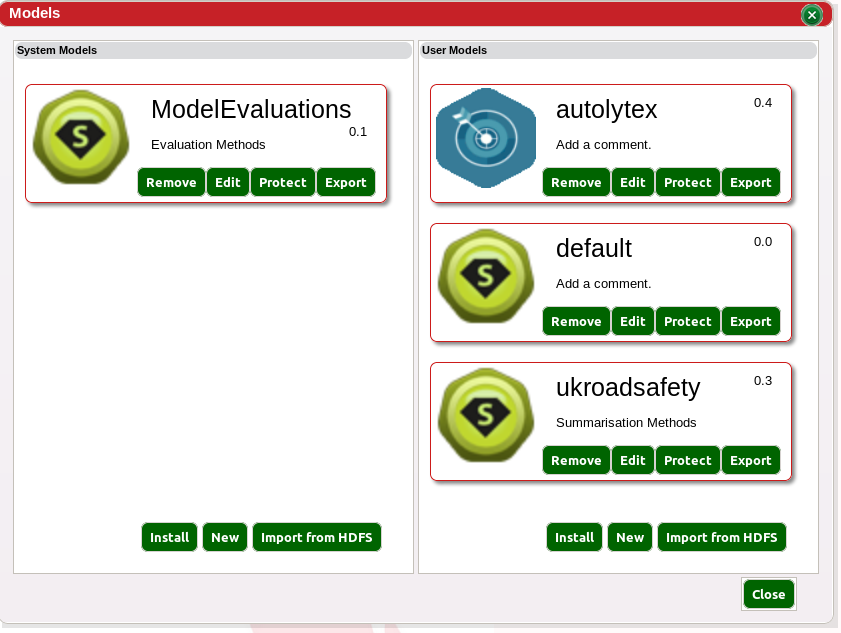 Models
System Models
ModelEvaluations
0.1
Evaluation Methods
Remove Edit Protect Export
Install New Import from HDFS
User Models
autolytex
0.4
Add a comment.
Remove Edit Protect Export
default
0.0
Add a comment.
Remove Edit Protect Export
ukroadsafety
0.3
Summarisation Methods
Remove Edit Protect Export
Install New Import from HDFS
Close
S
S
S